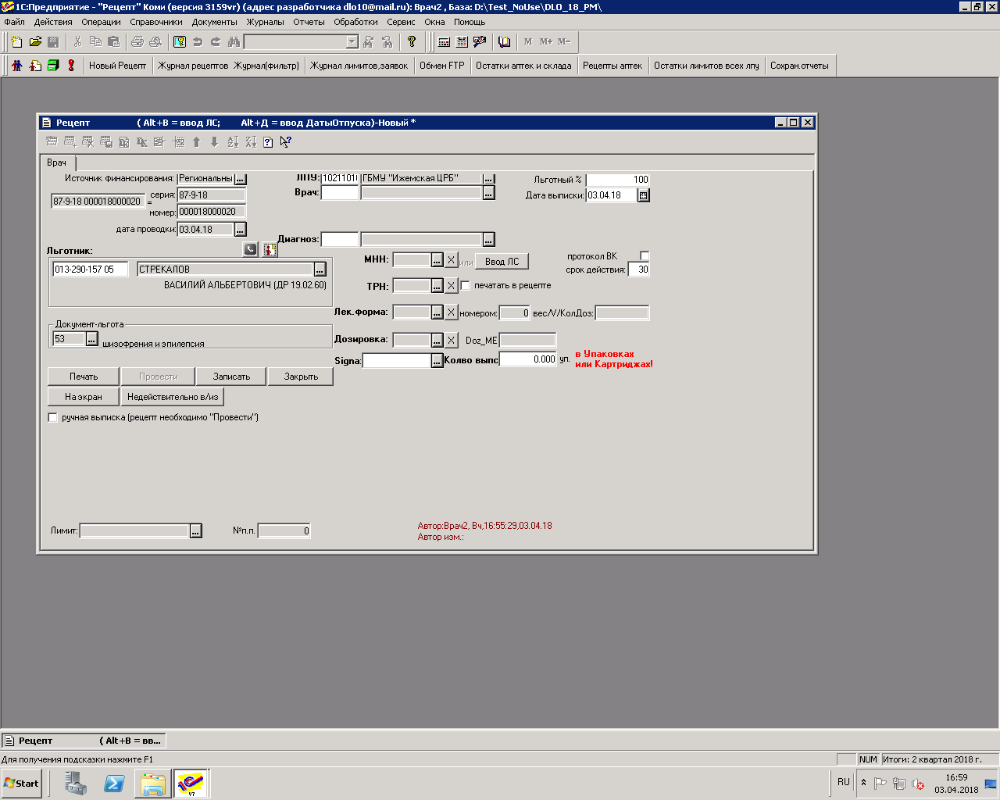 1С:Предприятие - "Рецепт" Коми (версия 3159vr) (адрес разработчика dlo10@mail.ru): Врач2 , База: D:\Test_NoUse\DLO_18_PM\
Файл Действия Операции Справочники Документы Журналы Отчеты Обработки Сервис Окна Помощь
M M+ M−
Новый Рецепт Журнал рецептов Журнал(фильтр) Журнал лимитов,заявок Обмен FTP Остатки аптек и склада Рецепты аптек Остатки лимитов всех лпу Сохран.отчеты
Рецепт ( Alt+В = ввод ЛС; Alt+Д = ввод ДатыОтпуска)-Новый *
Врач
Источник финансирования: Региональны ... ЛПУ: 1021101 ГБМУ "Ижемская ЦРБ" ... Льготный % 100
87-9-18 000018000020 = серия: 87-9-18 Врач: ... Дата выписки: 03.04.18
номер: 000018000020
дата проводки: 03.04.18 ... Диагноз: ...
Льготник:
013-290-157 05 СТРЕКАЛОВ ...
ВАСИЛИЙ АЛЬБЕРТОВИЧ (ДР 19.02.60)
МНН: ... X или Ввод ЛС протокол ВК
срок действия: 30
ТРН: ... X печатать в рецепте
Лек.форма: ... X номером: 0 вес/V/КолДоз:
Документ-льгота
53 ... шизофрения и эпилепсия
Дозировка: ... X Doz_ME
Signa: ... Колво выпс 0.000 уп. в Упаковках
или Картриджах!
Печать Провести Записать Закрыть
На экран Недействительно в/из
ручная выписка (рецепт необходимо "Провести")
Лимит: ... №п.п. 0
Автор:Врач2, Вч,16:55:29,03.04.18
Автор изм.:
Рецепт ( Alt+В = вв...
Для получения подсказки нажмите F1 NUM Итоги: 2 квартал 2018 г.
Start V7 RU 16:59
03.04.2018